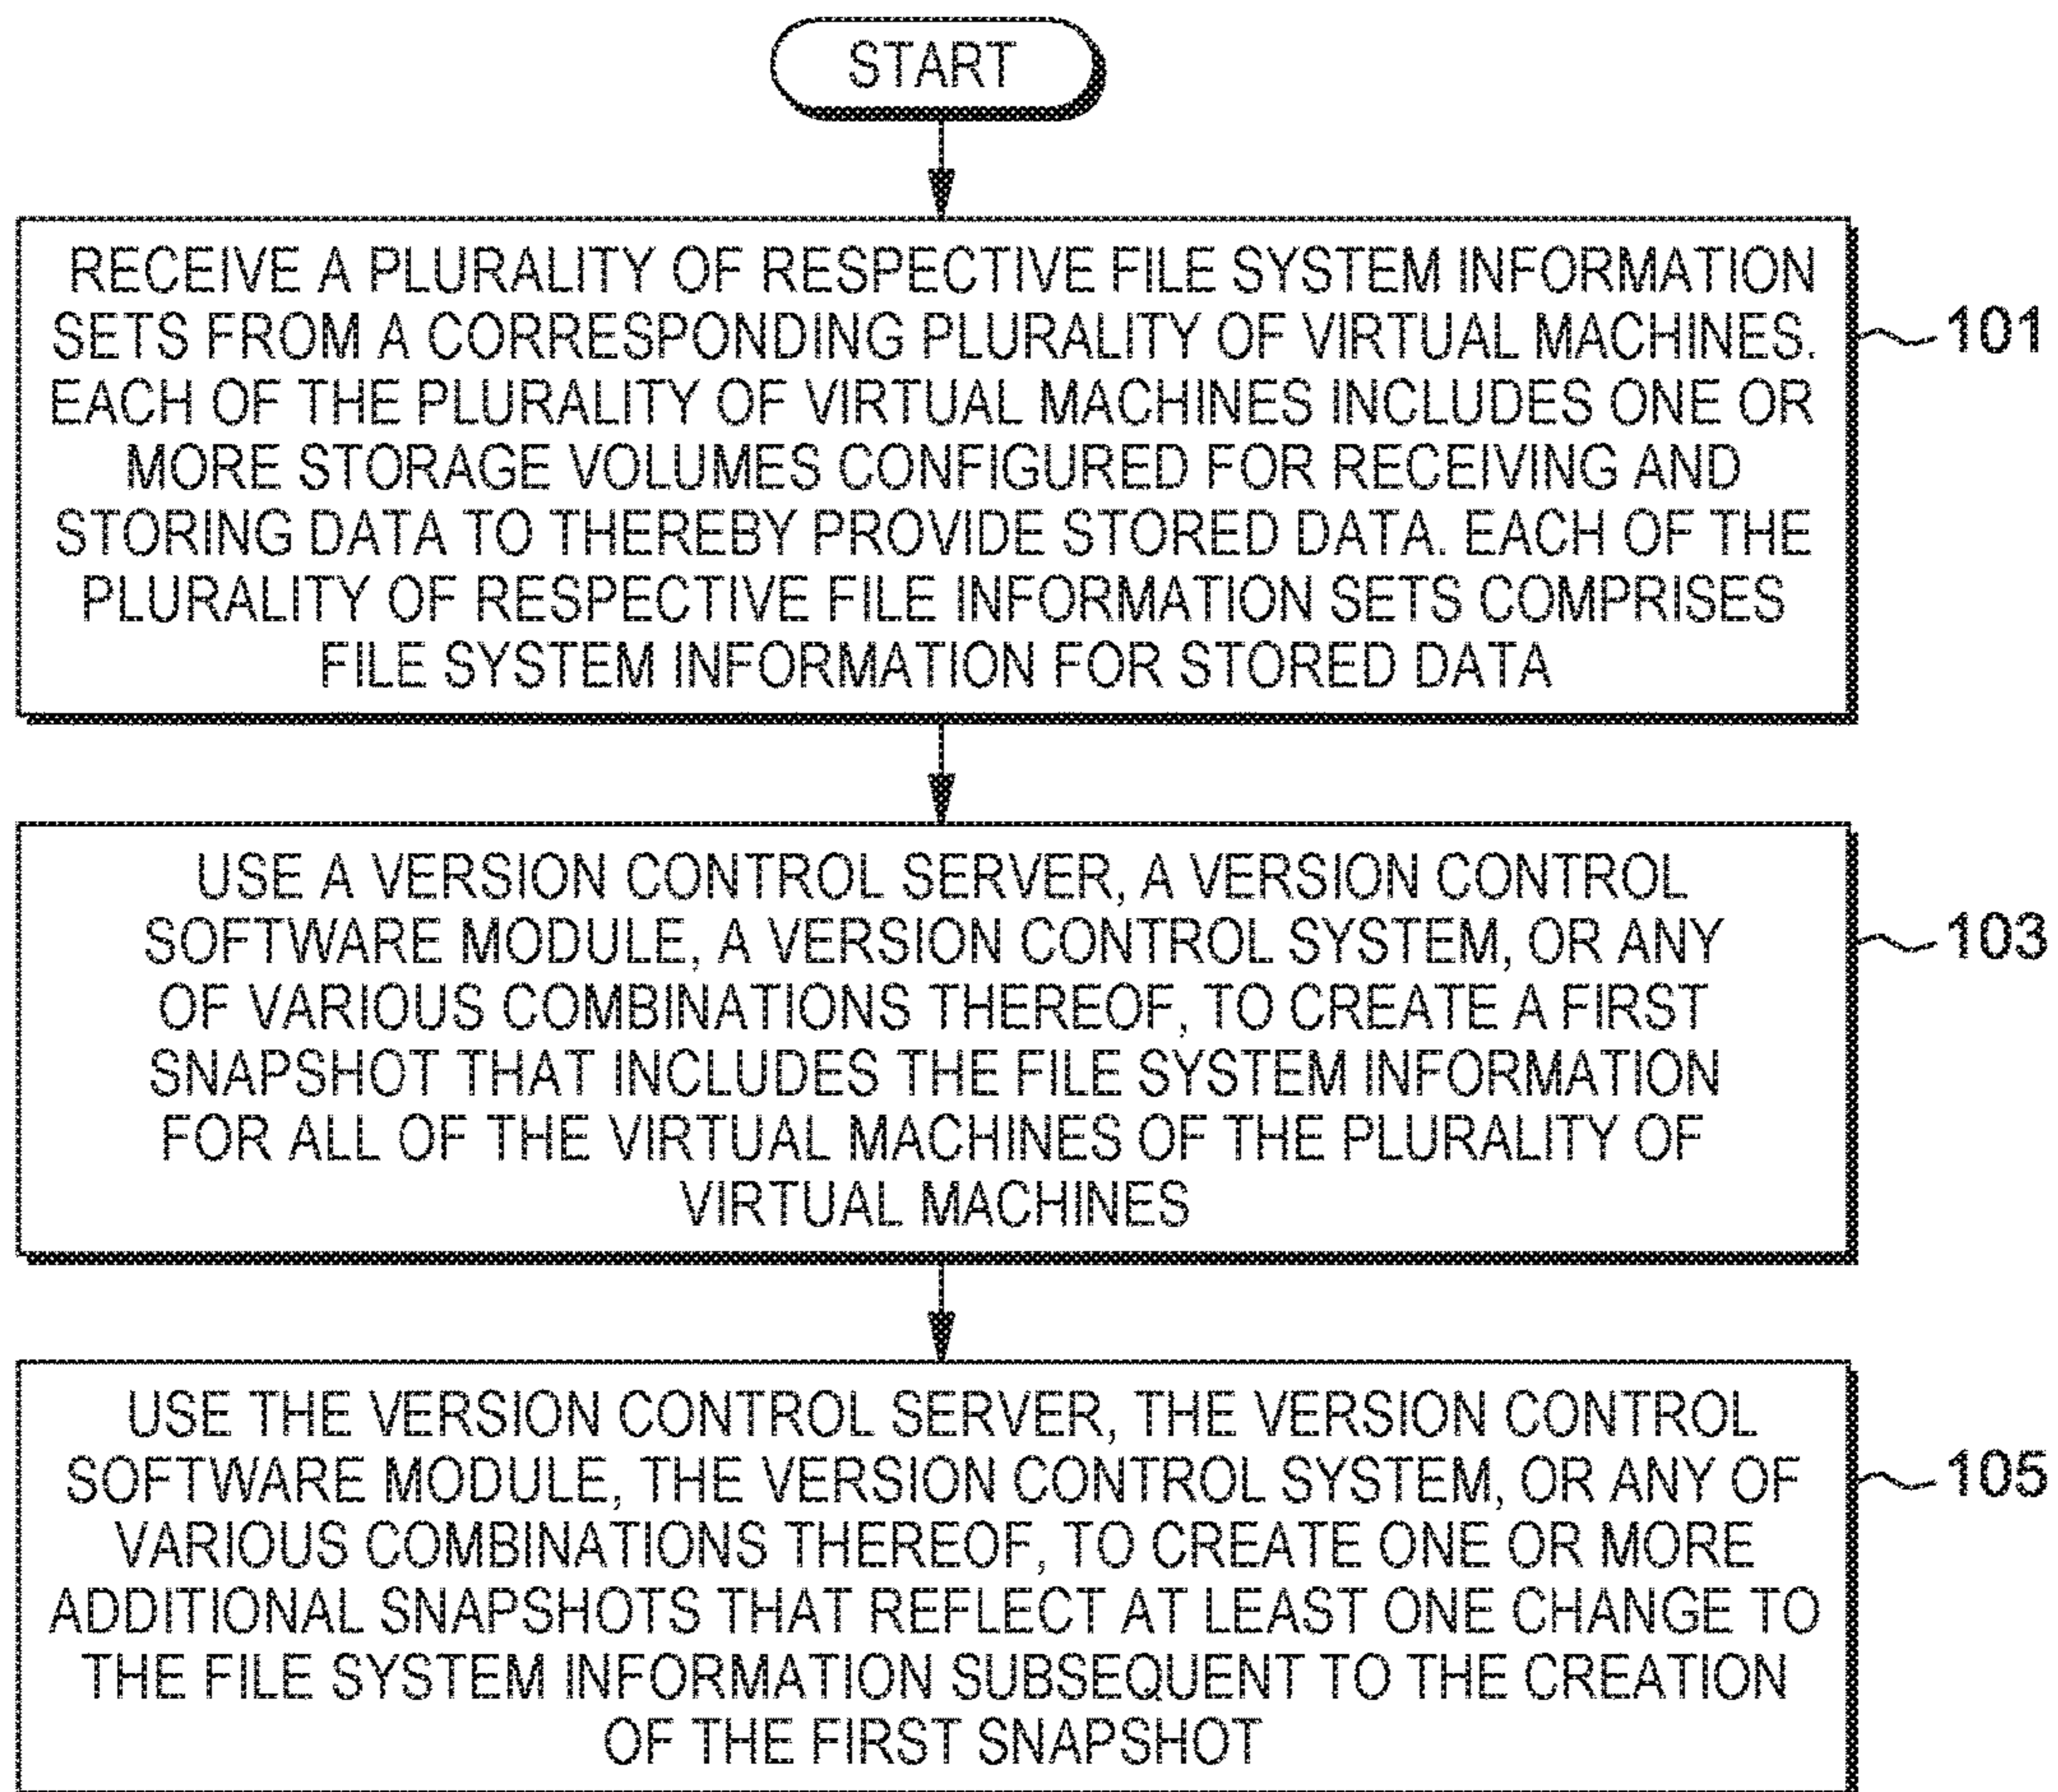 START
RECEIVE A PLURALITY OF RESPECTIVE FILE SYSTEM INFORMATION
SETS FROM A CORRESPONDING PLURALITY OF VIRTUAL MACHINES.
EACH OF THE PLURALITY OF VIRTUAL MACHINES INCLUDES ONE OR
MORE STORAGE VOLUMES CONFIGURED FOR RECEIVING AND
STORING DATA TO THEREBY PROVIDE STORED DATA. EACH OF THE
PLURALITY OF RESPECTIVE FILE INFORMATION SETS COMPRISES
FILE SYSTEM INFORMATION FOR STORED DATA
101
USE A VERSION CONTROL SERVER, A VERSION CONTROL
SOFTWARE MODULE, A VERSION CONTROL SYSTEM, OR ANY
OF VARIOUS COMBINATIONS THEREOF, TO CREATE A FIRST
SNAPSHOT THAT INCLUDES THE FILE SYSTEM INFORMATION
FOR ALL OF THE VIRTUAL MACHINES OF THE PLURALITY OF
VIRTUAL MACHINES
103
USE THE VERSION CONTROL SERVER, THE VERSION CONTROL
SOFTWARE MODULE, THE VERSION CONTROL SYSTEM, OR ANY OF
VARIOUS COMBINATIONS THEREOF, TO CREATE ONE OR MORE
ADDITIONAL SNAPSHOTS THAT REFLECT AT LEAST ONE CHANGE TO
THE FILE SYSTEM INFORMATION SUBSEQUENT TO THE CREATION
OF THE FIRST SNAPSHOT
105